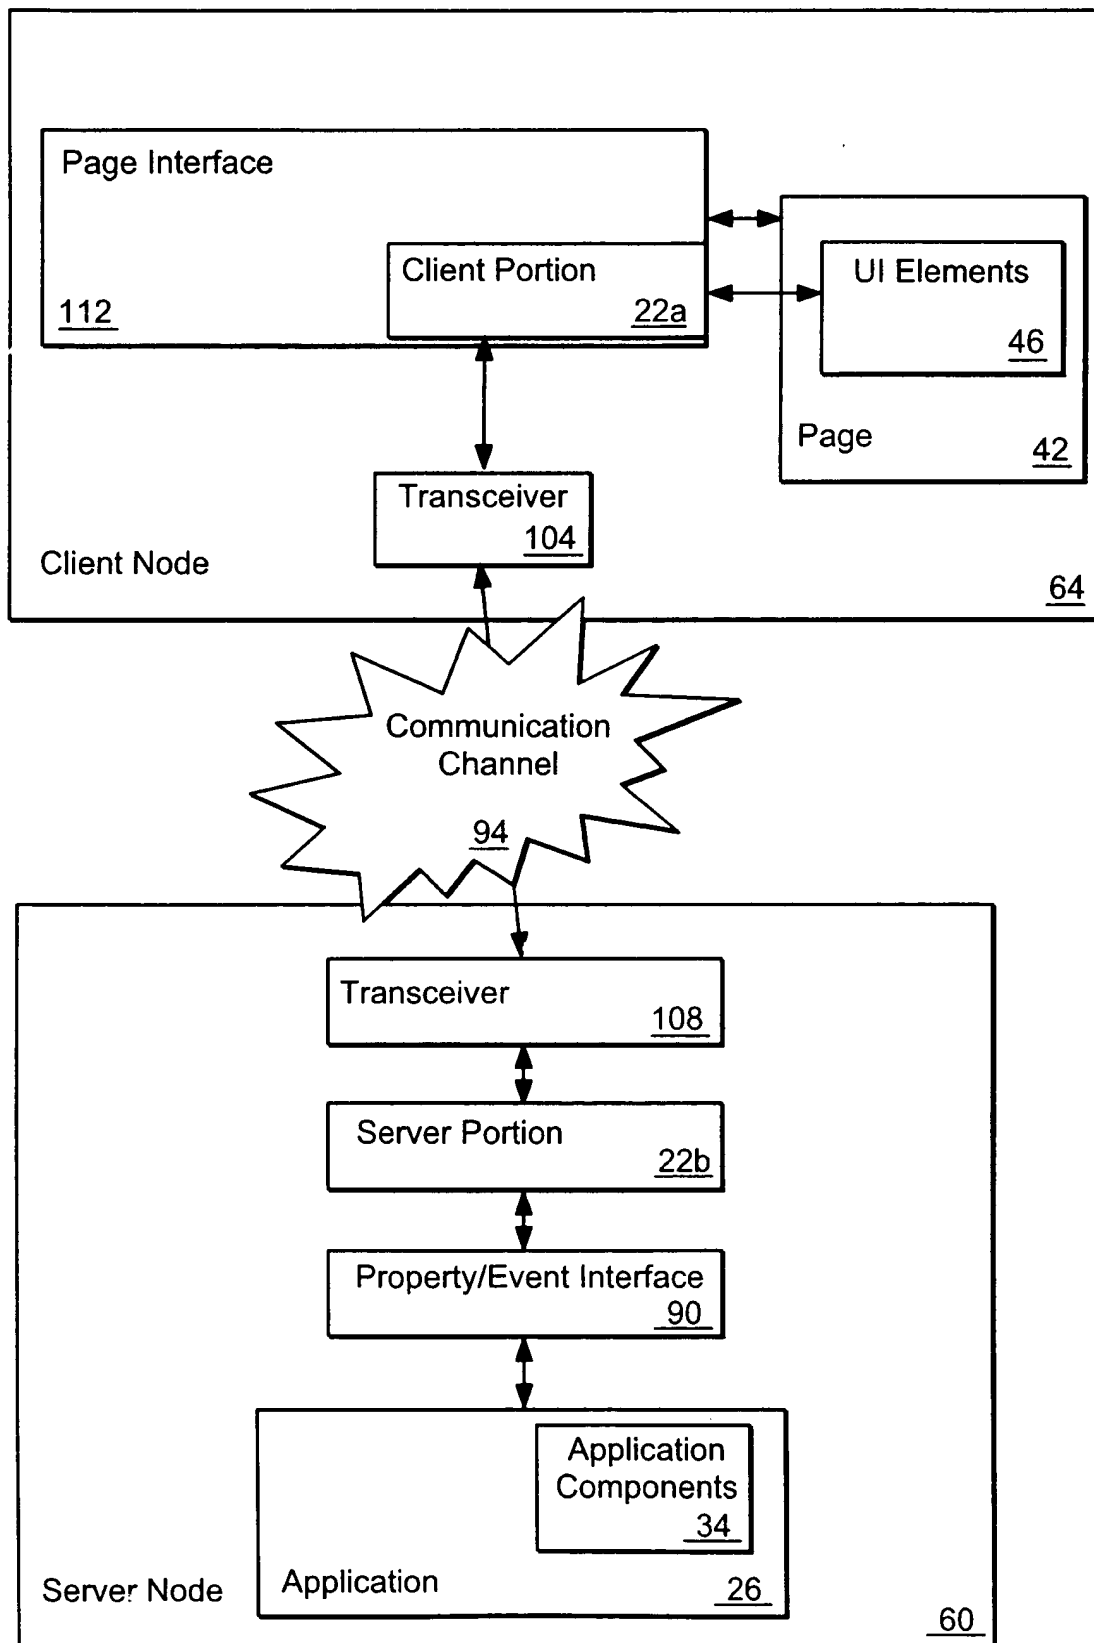 Page Interface
Client Portion
112
22a
UI Elements
46
Page
42
Transceiver
104
Client Node
64
Communication
Channel
94
Transceiver
108
Server Portion
22b
Property/Event Interface
90
Application
Components
34
Application
26
Server Node
60